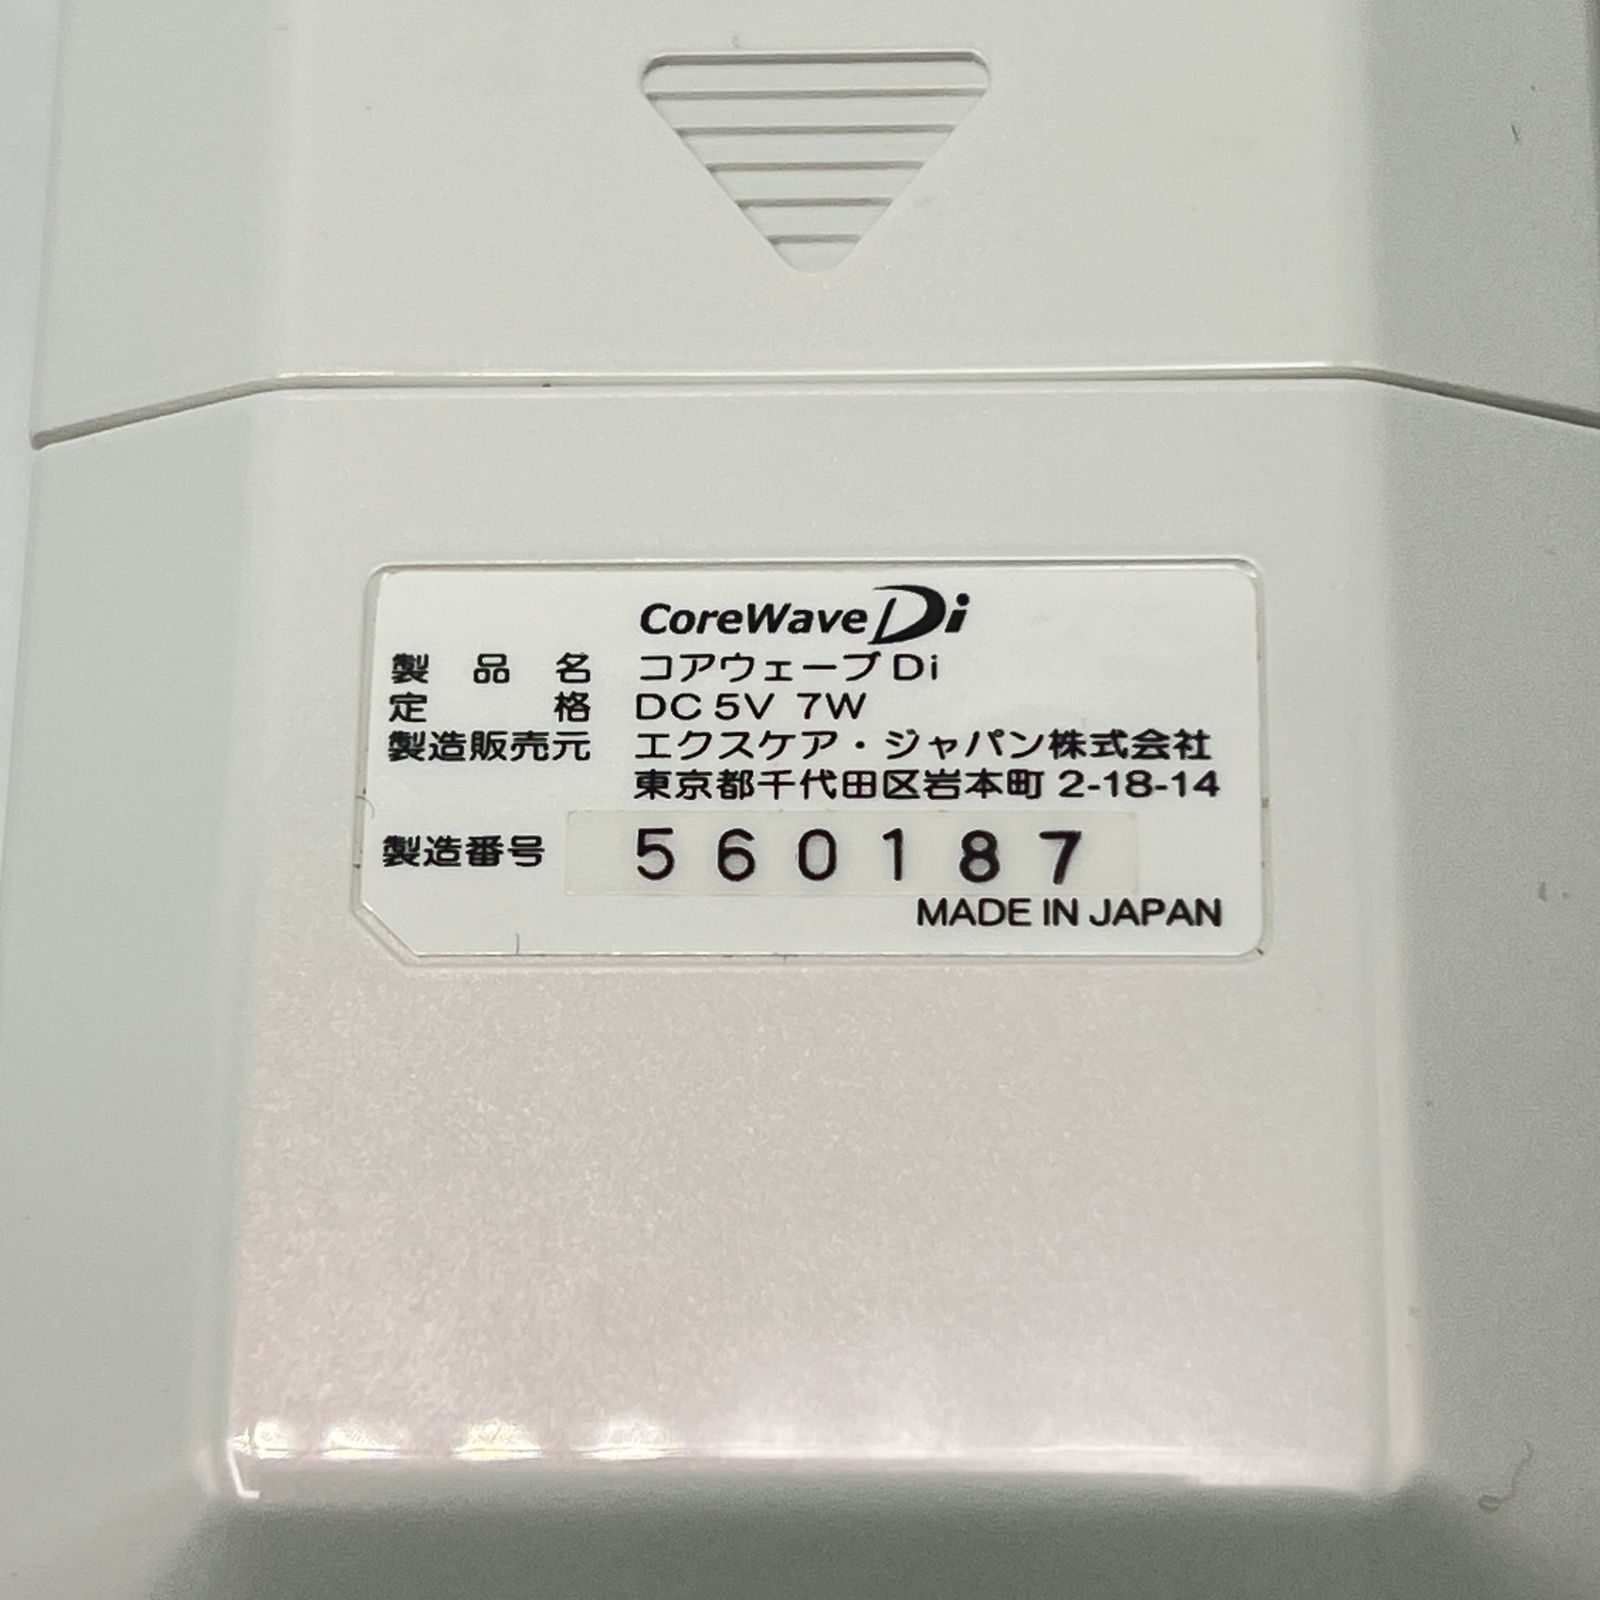 CoreWave Di
製品名 コアウェーブDi
定格 DC 5V 7W
製造販売元 エクスケア・ジャパン株式会社
東京都千代田区岩本町 2-18-14
製造番号 560187
MADE IN JAPAN